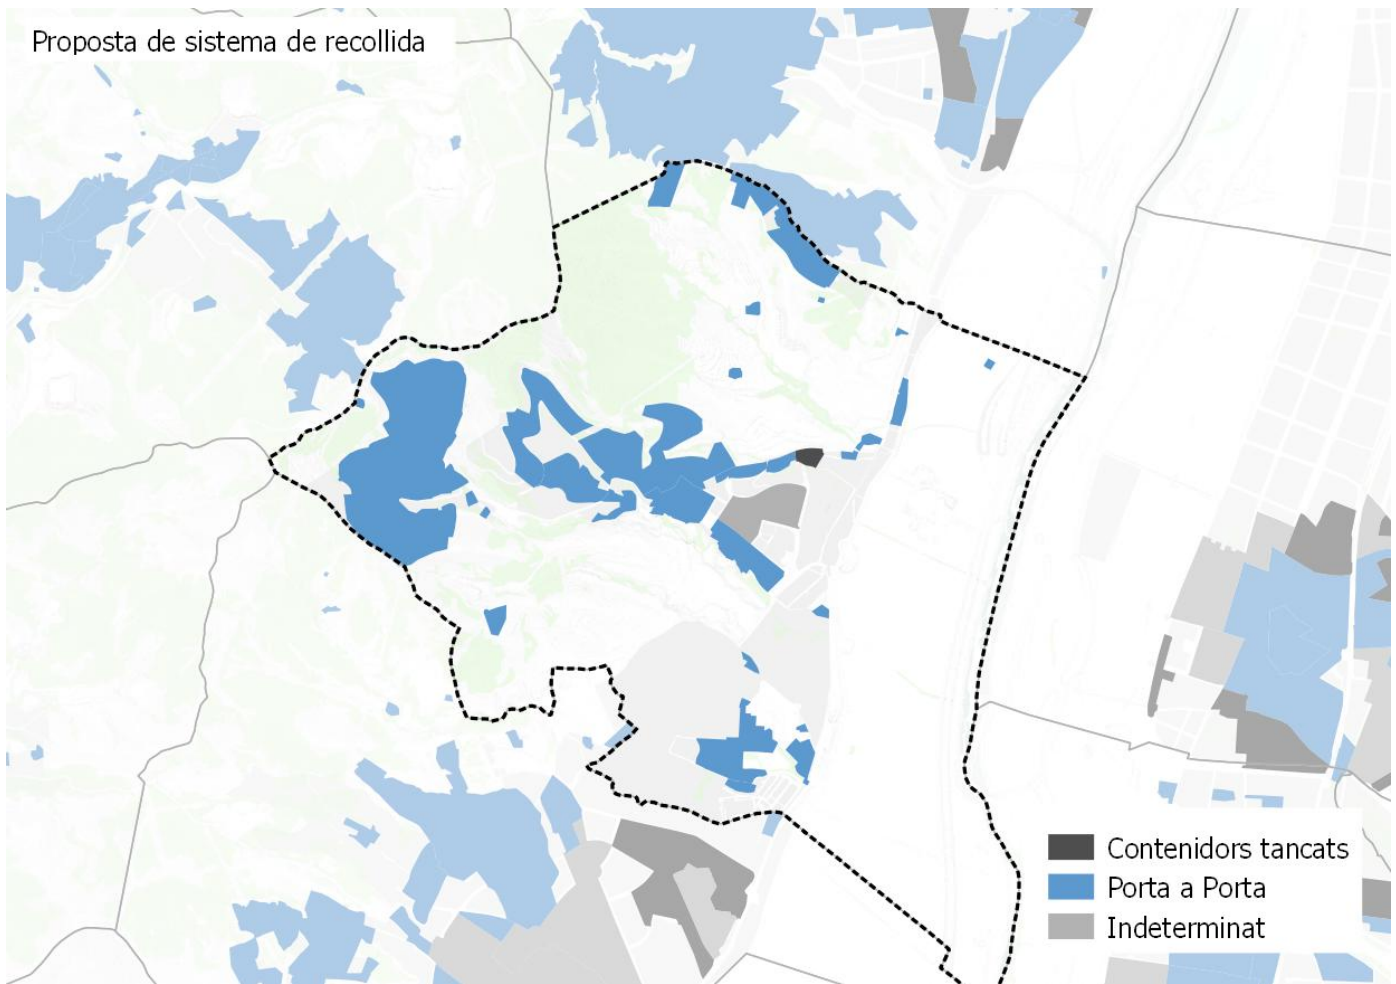 Proposta de sistema de recollida
Contenidors tancats
Porta a Porta
Indeterminat